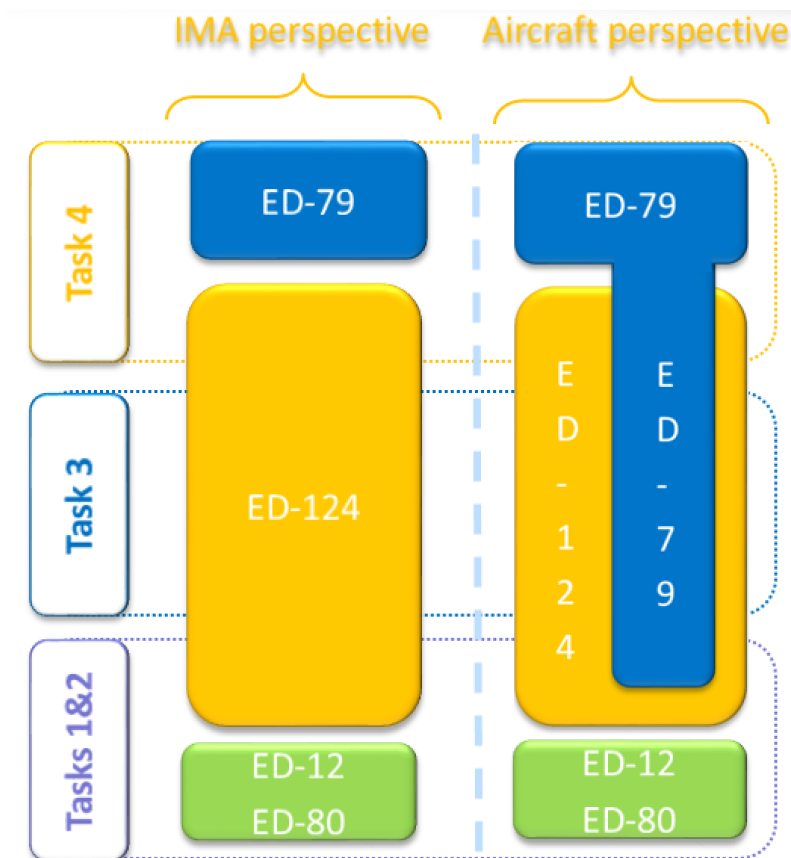 IMA perspective
Aircraft perspective
Task 4
ED-79
ED-79
Task 3
ED-124
E
D
-
1
2
4
E
D
-
7
9
Tasks 1&2
ED-12
ED-80
ED-12
ED-80